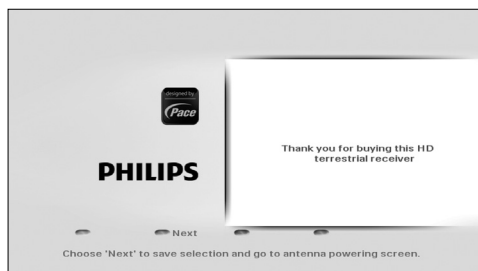 designed by
Pace
PHILIPS
Thank you for buying this HD
terrestrial receiver
Next
Choose 'Next' to save selection and go to antenna powering screen.